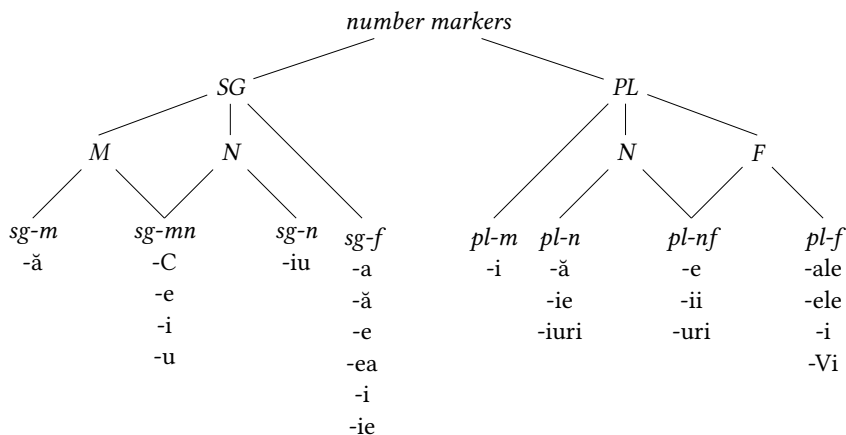 number markers
SG PL
M N N F
sg-m sg-mn sg-n sg-f pl-m pl-n pl-nf pl-f
-ă -C -iu -a -i -ă -e -ale
-e -ă -ie -ii -ele
-i -e -iuri -uri -i
-u -ea -Vi
-i
-ie